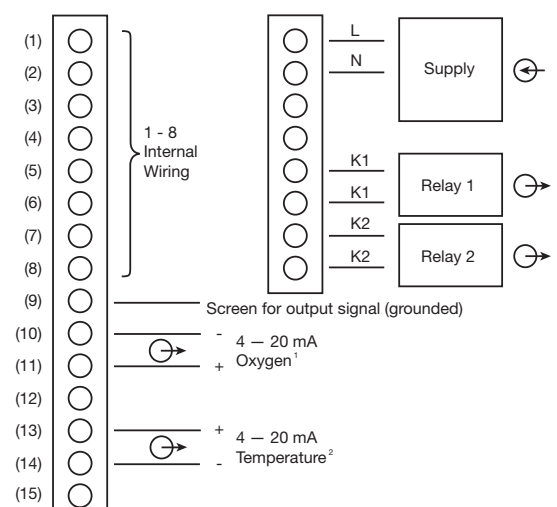 (1)
(2)
(3)
(4)
(5)
(6)
(7)
(8)
(9)
(10)
(11)
(12)
(13)
(14)
(15)
1 - 8
Internal
Wiring
Screen for output signal (grounded)
-
4 — 20 mA
Oxygen¹
+
+
4 — 20 mA
Temperature²
-
L
N
Supply
K1
K1
Relay 1
K2
K2
Relay 2